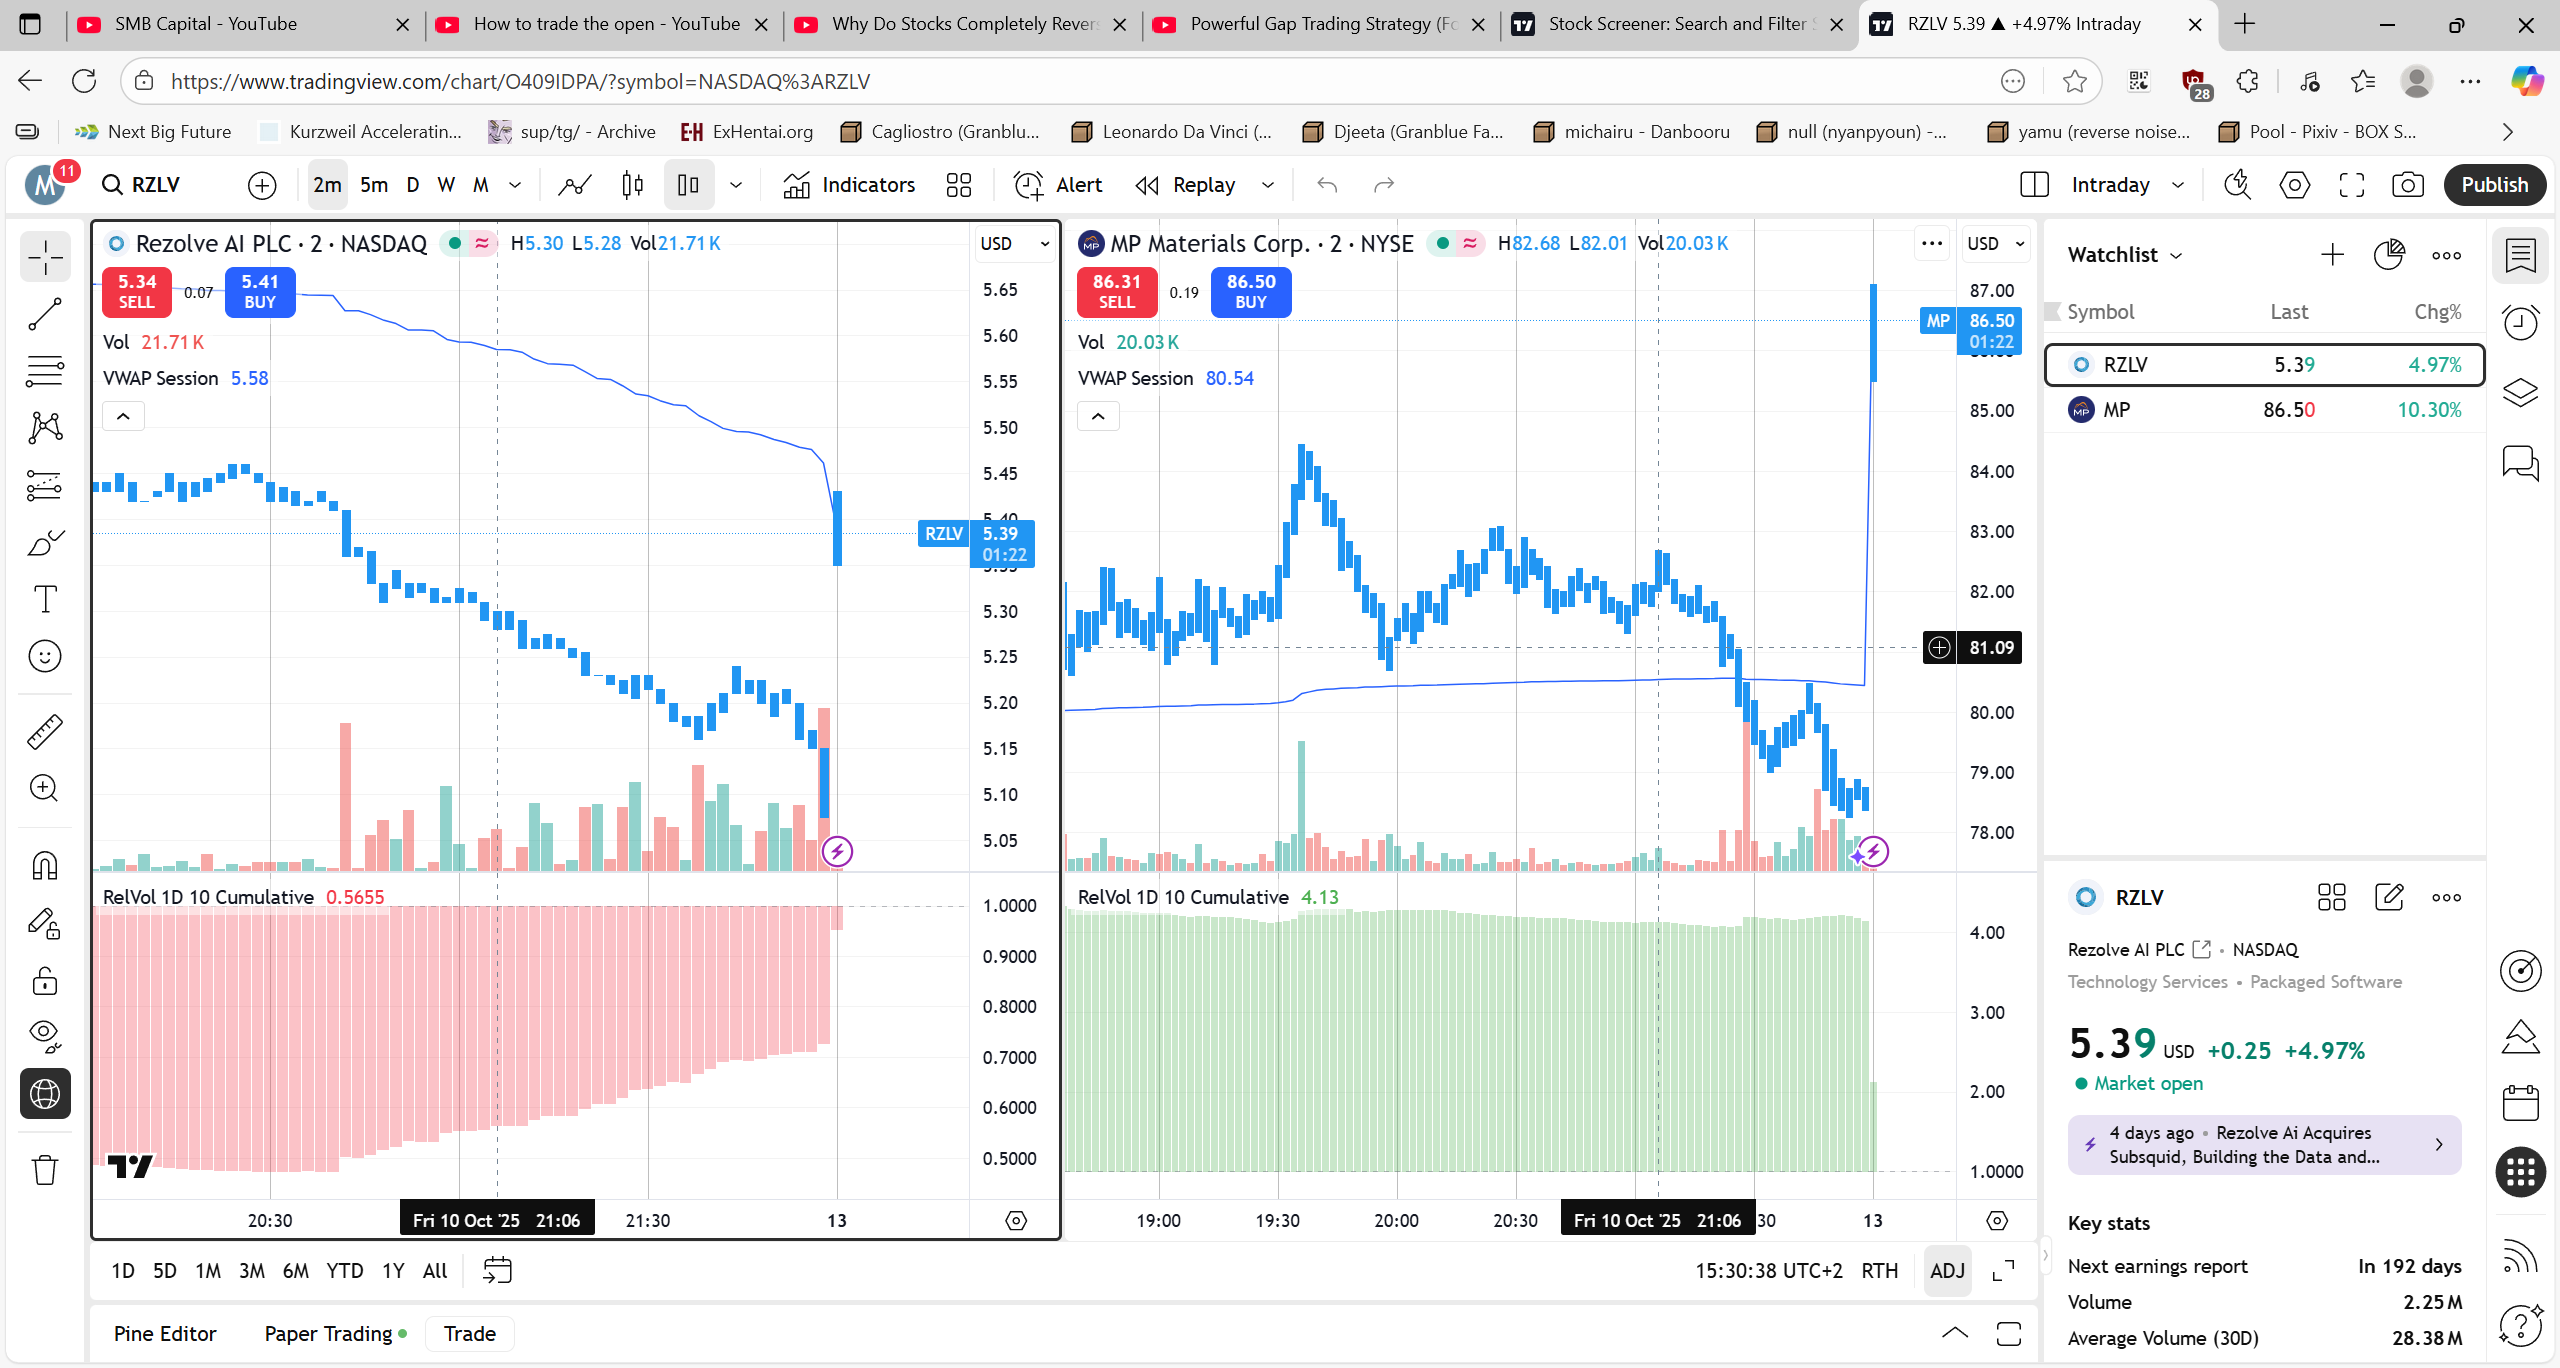 SMB Capital - YouTube
How to trade the open - YouTube
Why Do Stocks Completely Revers
Powerful Gap Trading Strategy (Fo
Stock Screener: Search and Filter S
RZLV 5.39 ▲ +4.97% Intraday
https://www.tradingview.com/chart/O409IDPA/?symbol=NASDAQ%3ARZLV
28
Next Big Future
Kurzweil Acceleratin...
sup/tg/ - Archive
ExHentai.org
Cagliostro (Granblu...
Leonardo Da Vinci (...
Djeeta (Granblue Fa...
michairu - Danbooru
null (nyanpyoun) -...
yamu (reverse noise...
Pool - Pixiv - BOX S...
M 11 RZLV 2m 5m D W M Indicators Alert Replay Intraday Publish
Rezolve AI PLC · 2 · NASDAQ H5.30 L5.28 Vol21.71 K
USD
5.34
SELL
0.07
5.41
BUY
Vol 21.71 K
VWAP Session 5.58
5.65
5.60
5.55
5.50
5.45
5.40
RZLV 5.39
01:22
5.35
5.30
5.25
5.20
5.15
5.10
5.05
RelVol 1D 10 Cumulative 0.5655
1.0000
0.9000
0.8000
0.7000
0.6000
0.5000
20:30
Fri 10 Oct '25 21:06
21:30
13
MP Materials Corp. · 2 · NYSE H82.68 L82.01 Vol20.03 K
USD
86.31
SELL
0.19
86.50
BUY
Vol 20.03 K
VWAP Session 80.54
87.00
MP 86.50
01:22
85.00
84.00
83.00
82.00
81.09
80.00
79.00
78.00
RelVol 1D 10 Cumulative 4.13
4.00
3.00
2.00
1.0000
19:00
19:30
20:00
20:30
Fri 10 Oct '25 21:06
30
13
1D 5D 1M 3M 6M YTD 1Y All
15:30:38 UTC+2 RTH ADJ
Pine Editor Paper Trading Trade
Watchlist
Symbol Last Chg%
RZLV 5.39 4.97%
MP 86.50 10.30%
RZLV
Rezolve AI PLC · NASDAQ
Technology Services • Packaged Software
5.39 USD +0.25 +4.97%
Market open
4 days ago • Rezolve Ai Acquires
Subsquid, Building the Data and...
Key stats
Next earnings report In 192 days
Volume 2.25 M
Average Volume (30D) 28.38 M